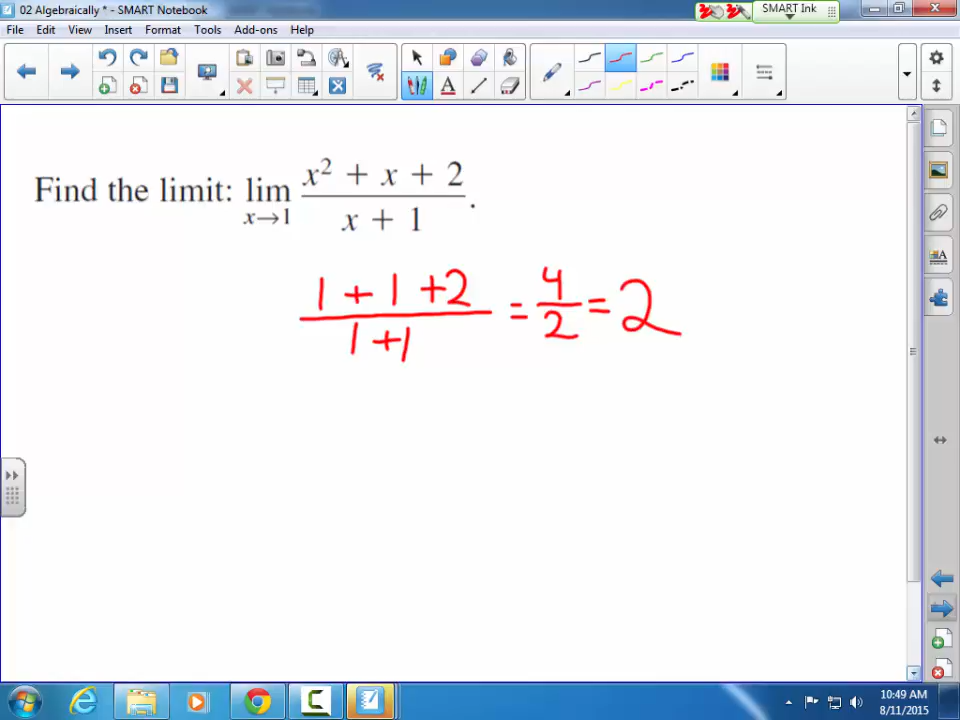 02 Algebraically * - SMART Notebook
SMART Ink
File Edit View Insert Format Tools Add-ons Help
Find the limit: lim x→1 (x² + x + 2)/(x + 1).
(1 + 1 + 2)/(1 + 1) = 4/2 = 2
10:49 AM
8/11/2015